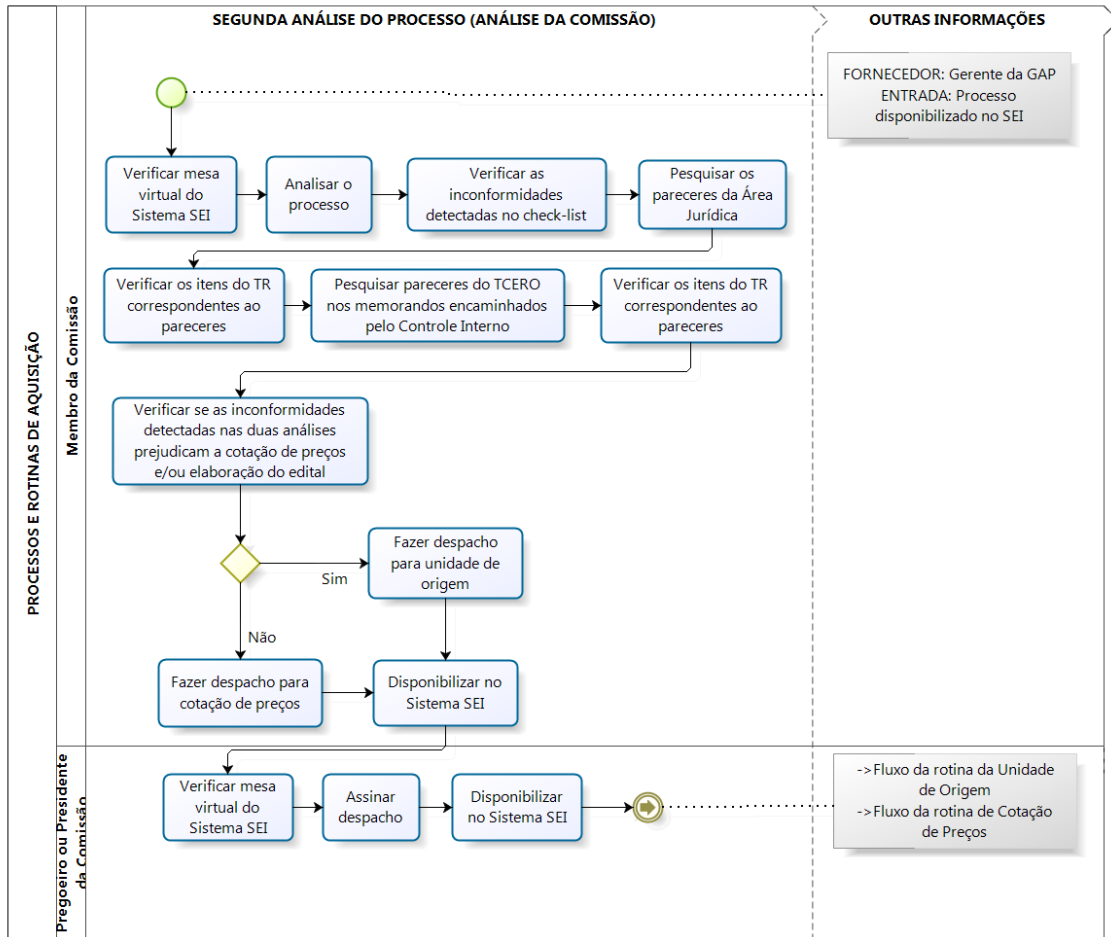 SEGUNDA ANÁLISE DO PROCESSO (ANÁLISE DA COMISSÃO)
OUTRAS INFORMAÇÕES
PROCESSOS E ROTINAS DE AQUISIÇÃO
Membro da Comissão
FORNECEDOR: Gerente da GAP
ENTRADA: Processo
disponibilizado no SEI
Verificar mesa
virtual do
Sistema SEI
Analisar o
processo
Verificar as
inconformidades
detectadas no check-list
Pesquisar os
pareceres da Área
Jurídica
Verificar os itens do TR
correspondentes ao
pareceres
Pesquisar pareceres do TCERO
nos memorandos encaminhados
pelo Controle Interno
Verificar os itens do TR
correspondentes ao
pareceres
Verificar se as inconformidades
detectadas nas duas análises
prejudicam a cotação de preços
e/ou elaboração do edital
Sim
Fazer despacho
para unidade de
origem
Não
Fazer despacho para
cotação de preços
Disponibilizar no
Sistema SEI
Pregoeiro ou Presidente
da Comissão
Verificar mesa
virtual do
Sistema SEI
Assinar
despacho
Disponibilizar
no Sistema SEI
->Fluxo da rotina da Unidade
de Origem
->Fluxo da rotina de Cotação
de Preços